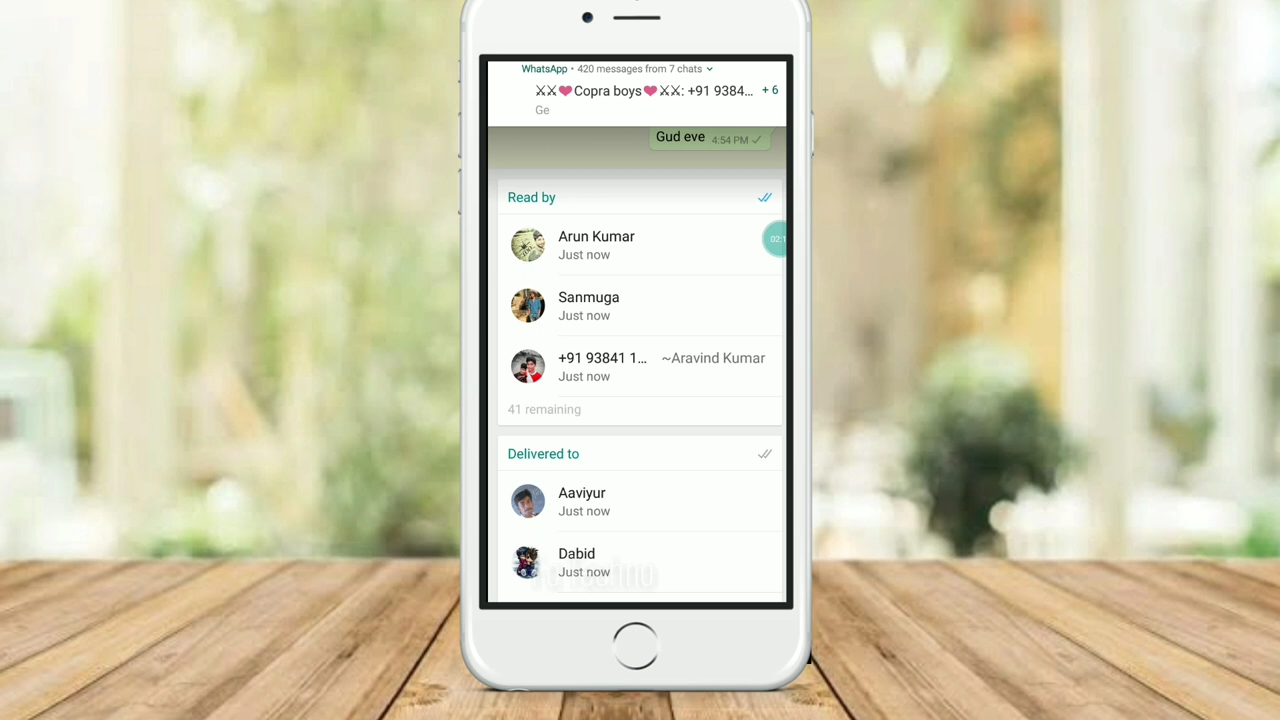 WhatsApp • 420 messages from 7 chats
⚔⚔❤Copra boys❤⚔⚔: +91 9384... + 6
Ge
Gud eve 4:54 PM
Read by
Arun Kumar
Just now
02:1
Sanmuga
Just now
+91 93841 1... ~Aravind Kumar
Just now
41 remaining
Delivered to
Aaviyur
Just now
Dabid
Just now